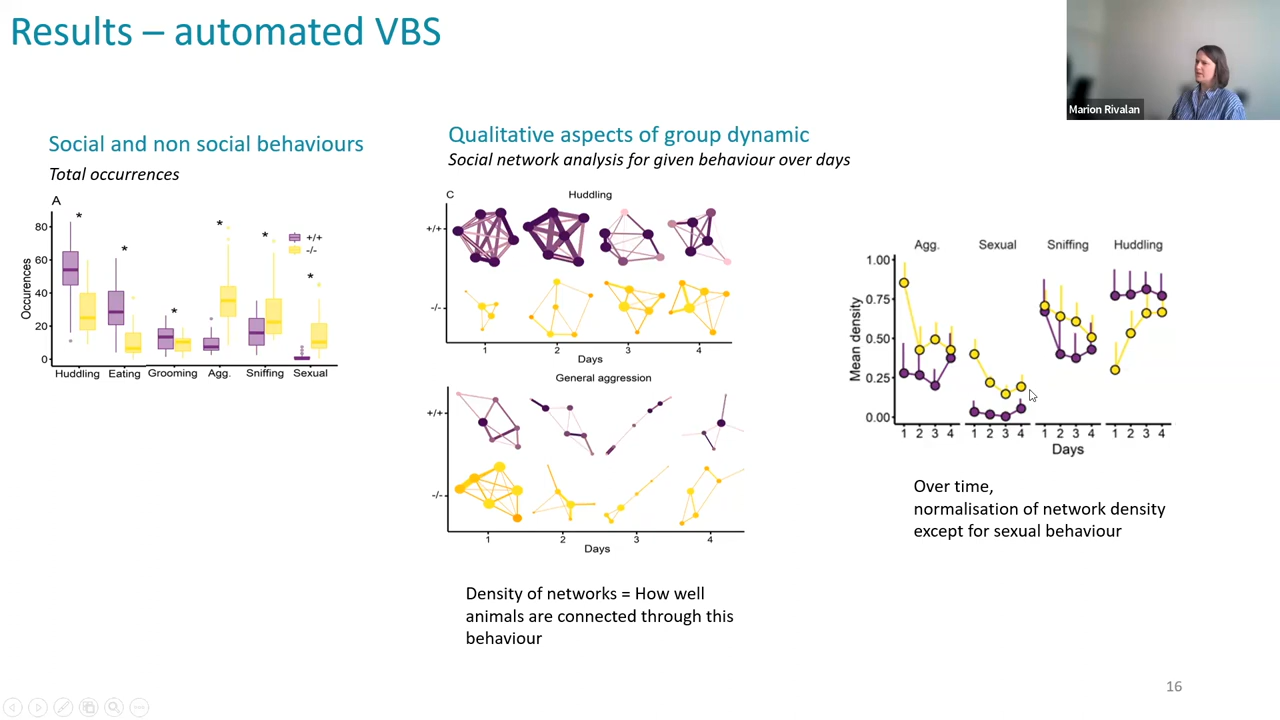 Results – automated VBS
Marion Rivalan
Social and non social behaviours
Total occurrences
A
Occurences
80
60
40
20
0
* * * * * *
+/+
-/-
Huddling Eating Grooming Agg. Sniffing Sexual
Qualitative aspects of group dynamic
Social network analysis for given behaviour over days
C
Huddling
+/+
-/-
1 2 3 4
Days
General aggression
+/+
-/-
1 2 3 4
Days
Density of networks = How well
animals are connected through this
behaviour
Agg. Sexual Sniffing Huddling
Mean density
1.00
0.75
0.50
0.25
0.00
1 2 3 4 1 2 3 4 1 2 3 4 1 2 3 4
Days
Over time,
normalisation of network density
except for sexual behaviour
16